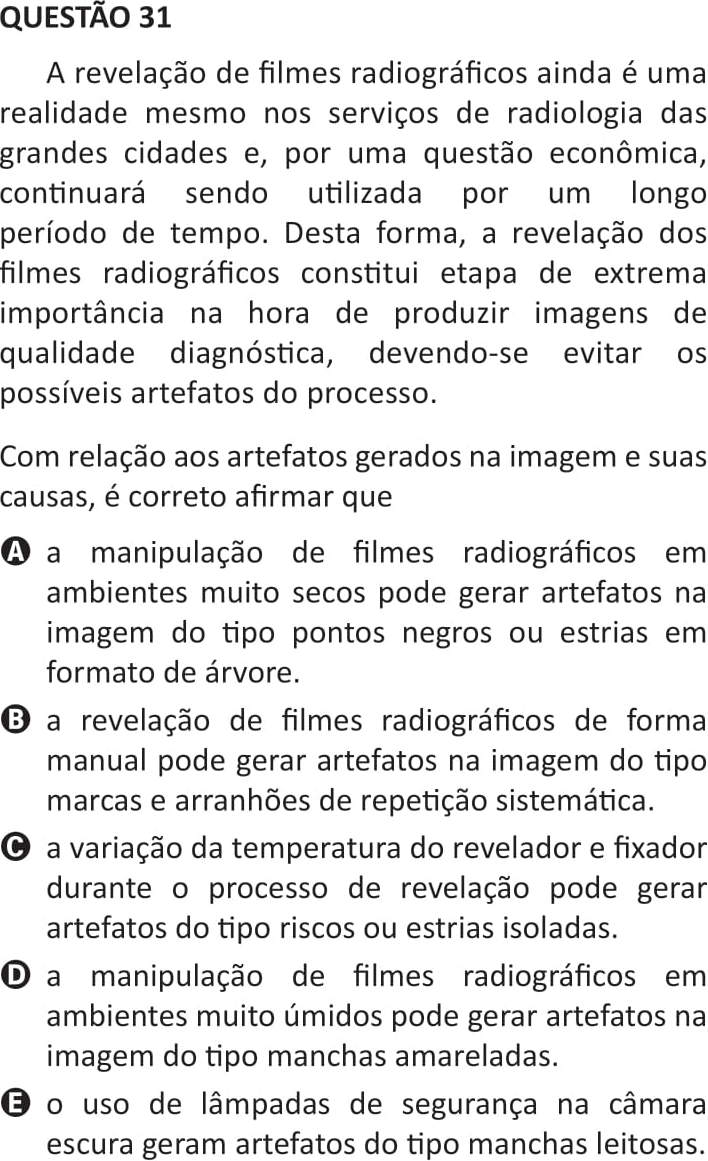 QUESTÃO 31
A revelação de filmes radiográficos ainda é uma
realidade mesmo nos serviços de radiologia das
grandes cidades e, por uma questão econômica,
continuará sendo utilizada por um longo
período de tempo. Desta forma, a revelação dos
filmes radiográficos constitui etapa de extrema
importância na hora de produzir imagens de
qualidade diagnóstica, devendo-se evitar os
possíveis artefatos do processo.
Com relação aos artefatos gerados na imagem e suas
causas, é correto afirmar que
A a manipulação de filmes radiográficos em
ambientes muito secos pode gerar artefatos na
imagem do tipo pontos negros ou estrias em
formato de árvore.
B a revelação de filmes radiográficos de forma
manual pode gerar artefatos na imagem do tipo
marcas e arranhões de repetição sistemática.
C a variação da temperatura do revelador e fixador
durante o processo de revelação pode gerar
artefatos do tipo riscos ou estrias isoladas.
D a manipulação de filmes radiográficos em
ambientes muito úmidos pode gerar artefatos na
imagem do tipo manchas amareladas.
E o uso de lâmpadas de segurança na câmara
escura geram artefatos do tipo manchas leitosas.